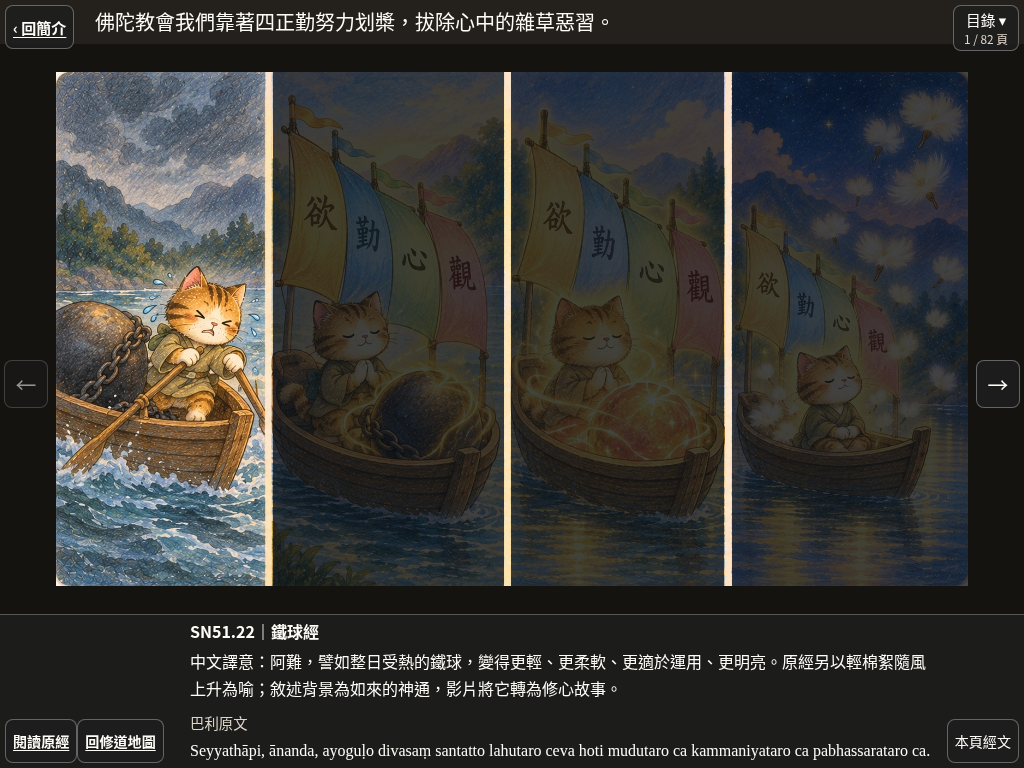 ‹ 回簡介
佛陀教會我們靠著四正勤努力划槳，拔除心中的雜草惡習。
目錄 ▾
1 / 82 頁
欲
勤
心
觀
欲
勤
心
觀
欲
勤
心
觀
←
→
SN51.22｜鐵球經
中文譯意：阿難，譬如整日受熱的鐵球，變得更輕、更柔軟、更適於運用、更明亮。原經另以輕棉絮隨風
上升為喻；敘述背景為如來的神通，影片將它轉為修心故事。
巴利原文
Seyyathāpi, ānanda, ayoguḷo divasaṃ santatto lahutaro ceva hoti mudutaro ca kammaniyataro ca pabhassarataro ca.
閱讀原經
回修道地圖
本頁經文